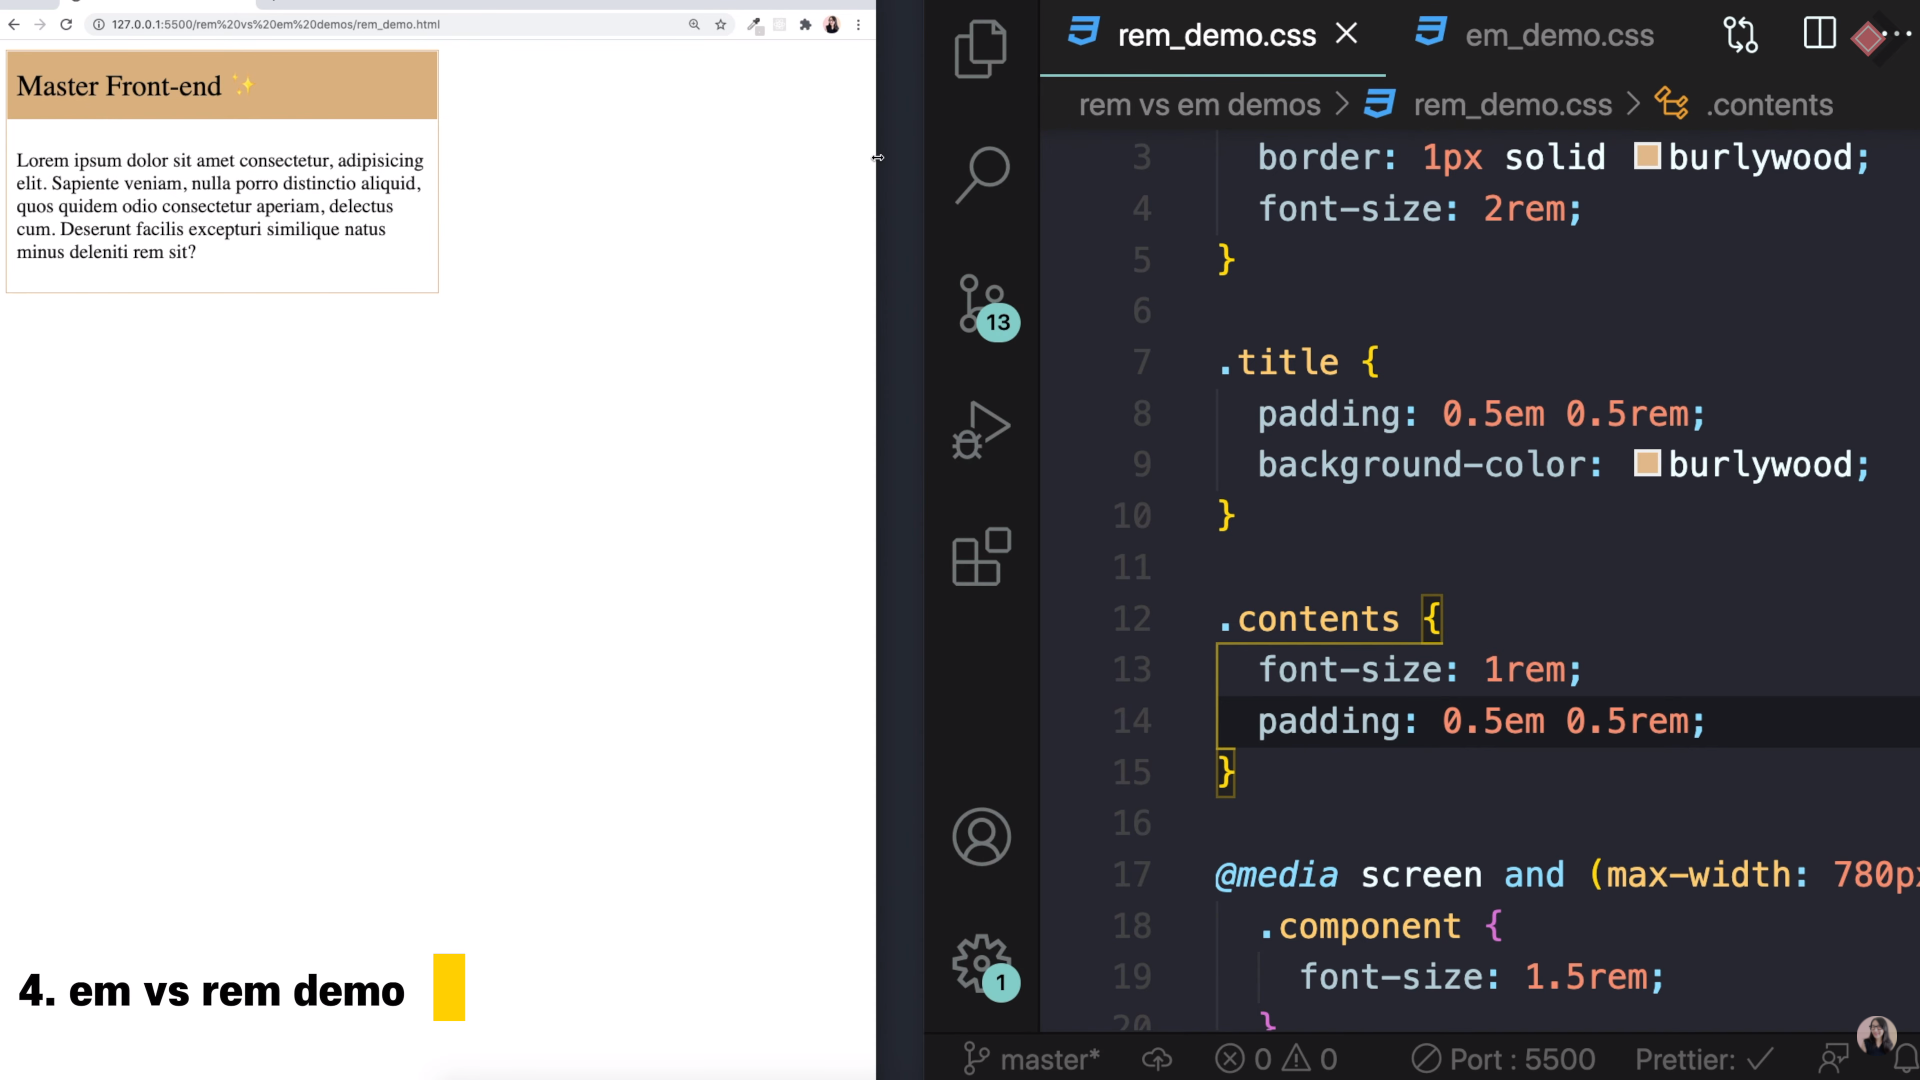 127.0.0.1:5500/rem%20vs%20em%20demos/rem_demo.html
Master Front-end ✨
Lorem ipsum dolor sit amet consectetur, adipisicing
elit. Sapiente veniam, nulla porro distinctio aliquid,
quos quidem odio consectetur aperiam, delectus
cum. Deserunt facilis excepturi similique natus
minus deleniti rem sit?
4. em vs rem demo
13
1
rem_demo.css
em_demo.css
rem vs em demos > rem_demo.css > .contents
3 border: 1px solid burlywood;
4 font-size: 2rem;
5 }
6
7 .title {
8 padding: 0.5em 0.5rem;
9 background-color: burlywood;
10 }
11
12 .contents {
13 font-size: 1rem;
14 padding: 0.5em 0.5rem;
15 }
16
17 @media screen and (max-width: 780px
18 .component {
19 font-size: 1.5rem;
20 }
master* 0 0 Port : 5500 Prettier: ✓